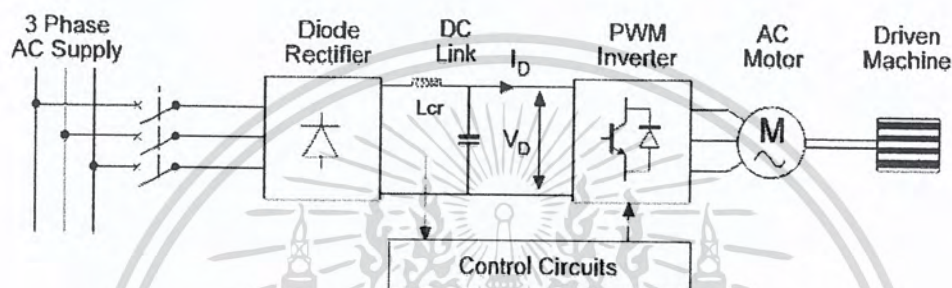 3 Phase
AC Supply
Diode
Rectifier
DC
Link
I_D
PWM
Inverter
AC
Motor
Driven
Machine
Lcr
V_D
M
Control Circuits